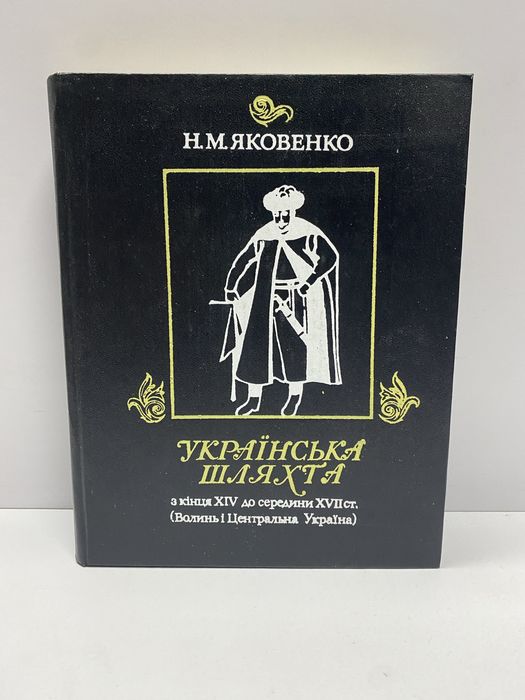 Н. М. ЯКОВЕНКО
УКРАЇНСЬКА
ШЛЯХТА
з кінця XIV до середини XVII ст.
(Волинь і Центральна Україна)